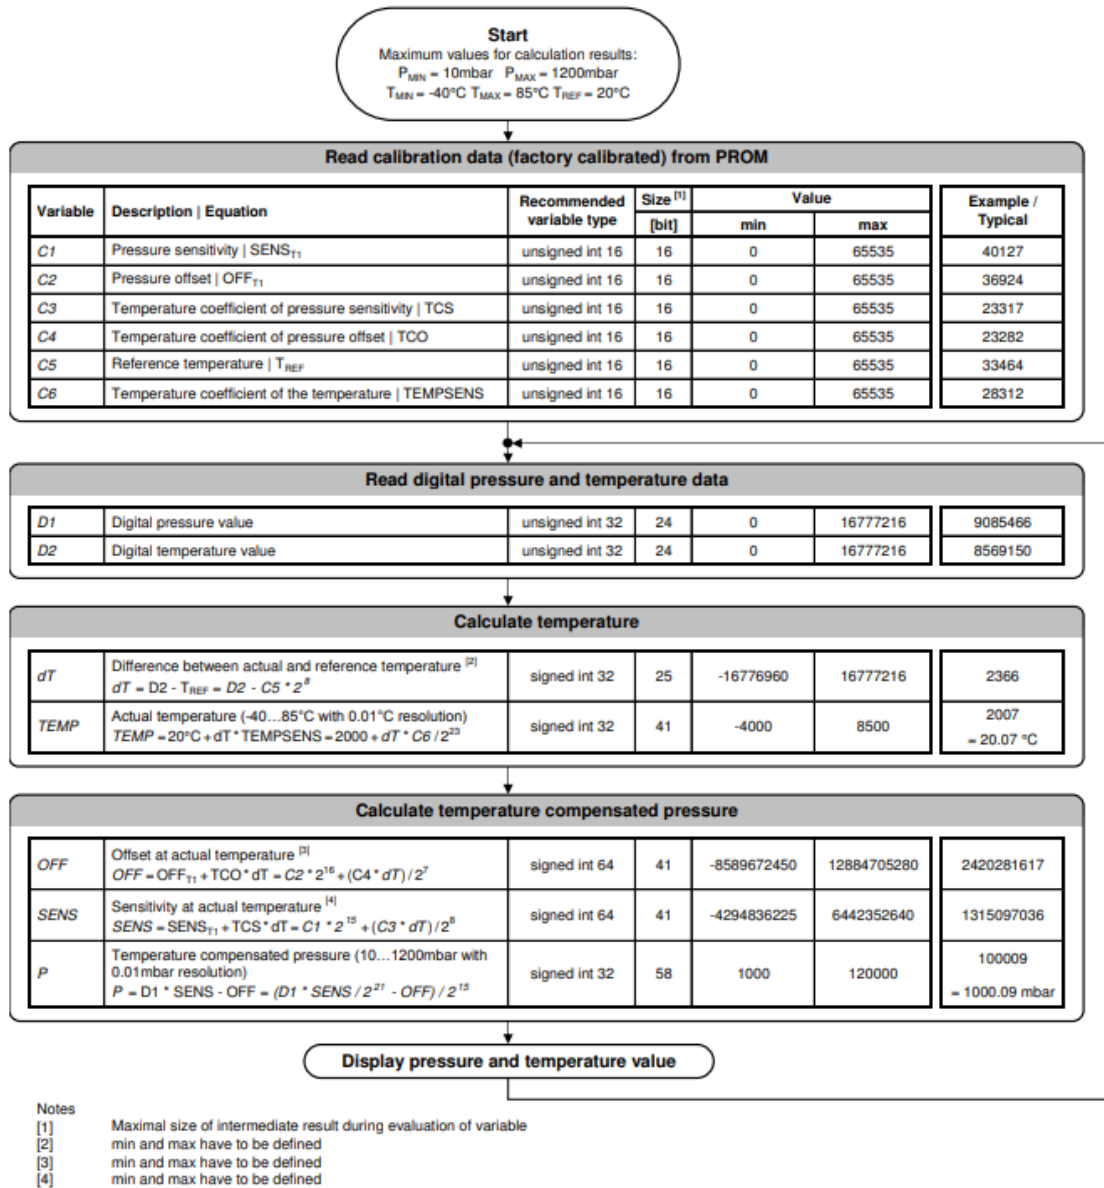 Start
Maximum values for calculation results:
PMIN = 10mbar PMAX = 1200mbar
TMIN = -40°C TMAX = 85°C TREF = 20°C
Read calibration data (factory calibrated) from PROM
Variable Description | Equation Recommended variable type Size [1] [bit] Value min max Example / Typical
C1 Pressure sensitivity | SENST1 unsigned int 16 16 0 65535 40127
C2 Pressure offset | OFFT1 unsigned int 16 16 0 65535 36924
C3 Temperature coefficient of pressure sensitivity | TCS unsigned int 16 16 0 65535 23317
C4 Temperature coefficient of pressure offset | TCO unsigned int 16 16 0 65535 23282
C5 Reference temperature | TREF unsigned int 16 16 0 65535 33464
C6 Temperature coefficient of the temperature | TEMPSENS unsigned int 16 16 0 65535 28312
Read digital pressure and temperature data
D1 Digital pressure value unsigned int 32 24 0 16777216 9085466
D2 Digital temperature value unsigned int 32 24 0 16777216 8569150
Calculate temperature
Difference between actual and reference temperature [2]
dT signed int 32 25 -16776960 16777216 2366
dT = D2 - TREF = D2 - C5 * 2^8
Actual temperature (-40…85°C with 0.01°C resolution) 2007
TEMP signed int 32 41 -4000 8500
TEMP = 20°C + dT * TEMPSENS = 2000 + dT * C6 / 2^23 = 20.07 °C
Calculate temperature compensated pressure
Offset at actual temperature [3]
OFF signed int 64 41 -8589672450 12884705280 2420281617
OFF = OFFT1 + TCO * dT = C2 * 2^16 + (C4 * dT) / 2^7
Sensitivity at actual temperature [4]
SENS signed int 64 41 -4294836225 6442352640 1315097036
SENS = SENST1 + TCS * dT = C1 * 2^15 + (C3 * dT) / 2^8
Temperature compensated pressure (10…1200mbar with 100009
0.01mbar resolution)
P signed int 32 58 1000 120000
P = D1 * SENS - OFF = (D1 * SENS / 2^21 - OFF) / 2^15 = 1000.09 mbar
Display pressure and temperature value
Notes
[1] Maximal size of intermediate result during evaluation of variable
[2] min and max have to be defined
[3] min and max have to be defined
[4] min and max have to be defined